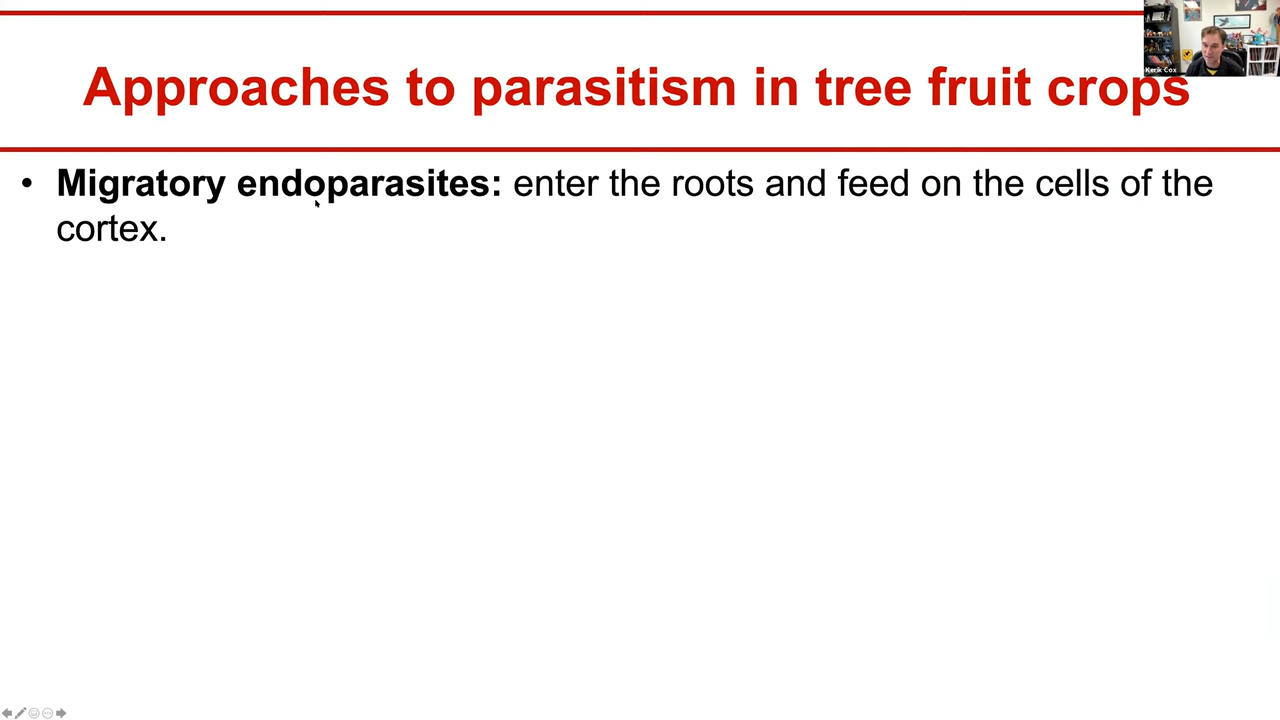 Approaches to parasitism in tree fruit crops
Kerik Cox
• Migratory endoparasites: enter the roots and feed on the cells of the
cortex.